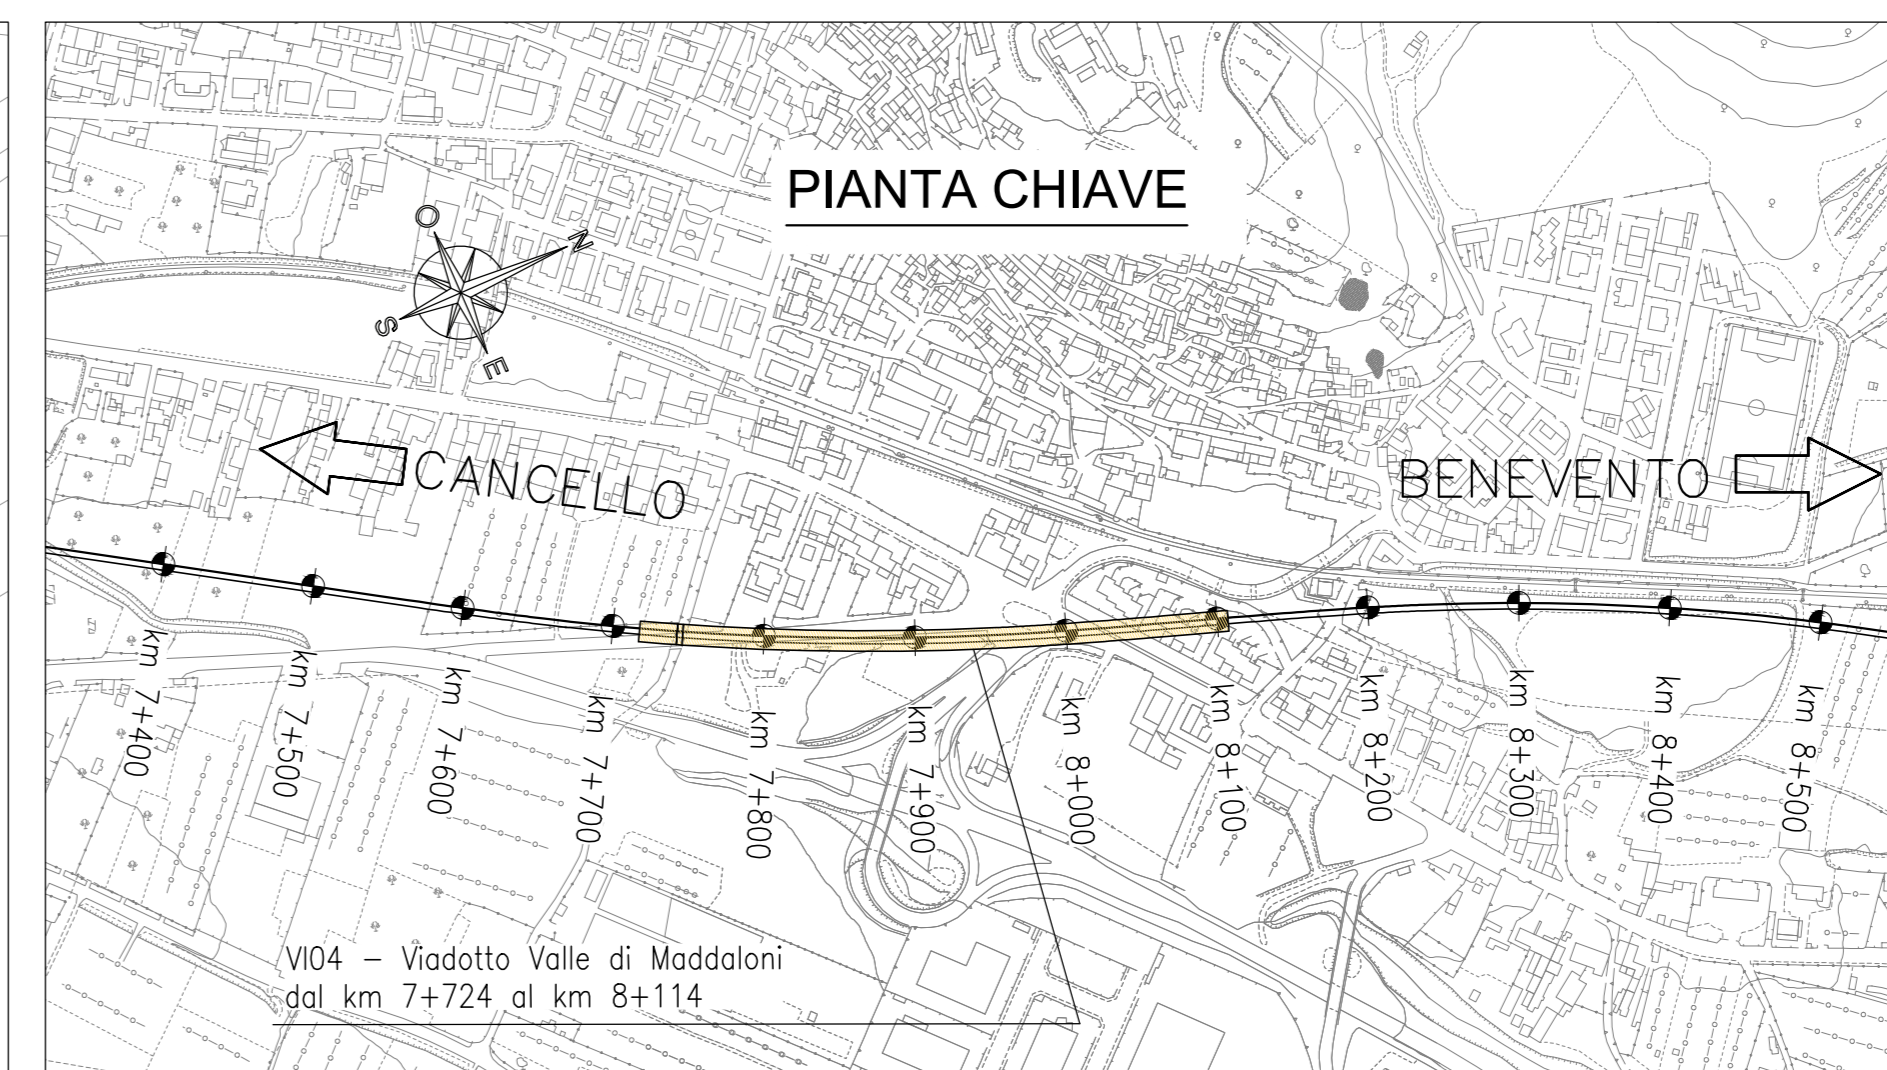 PIANTA CHIAVE
O
N
S
E
CANCELLO
BENEVENTO
km 7+400
km 7+500
km 7+600
km 7+700
km 7+800
km 7+900
km 8+000
km 8+100
km 8+200
km 8+300
km 8+400
km 8+500
VI04 – Viadotto Valle di Maddaloni
dal km 7+724 al km 8+114